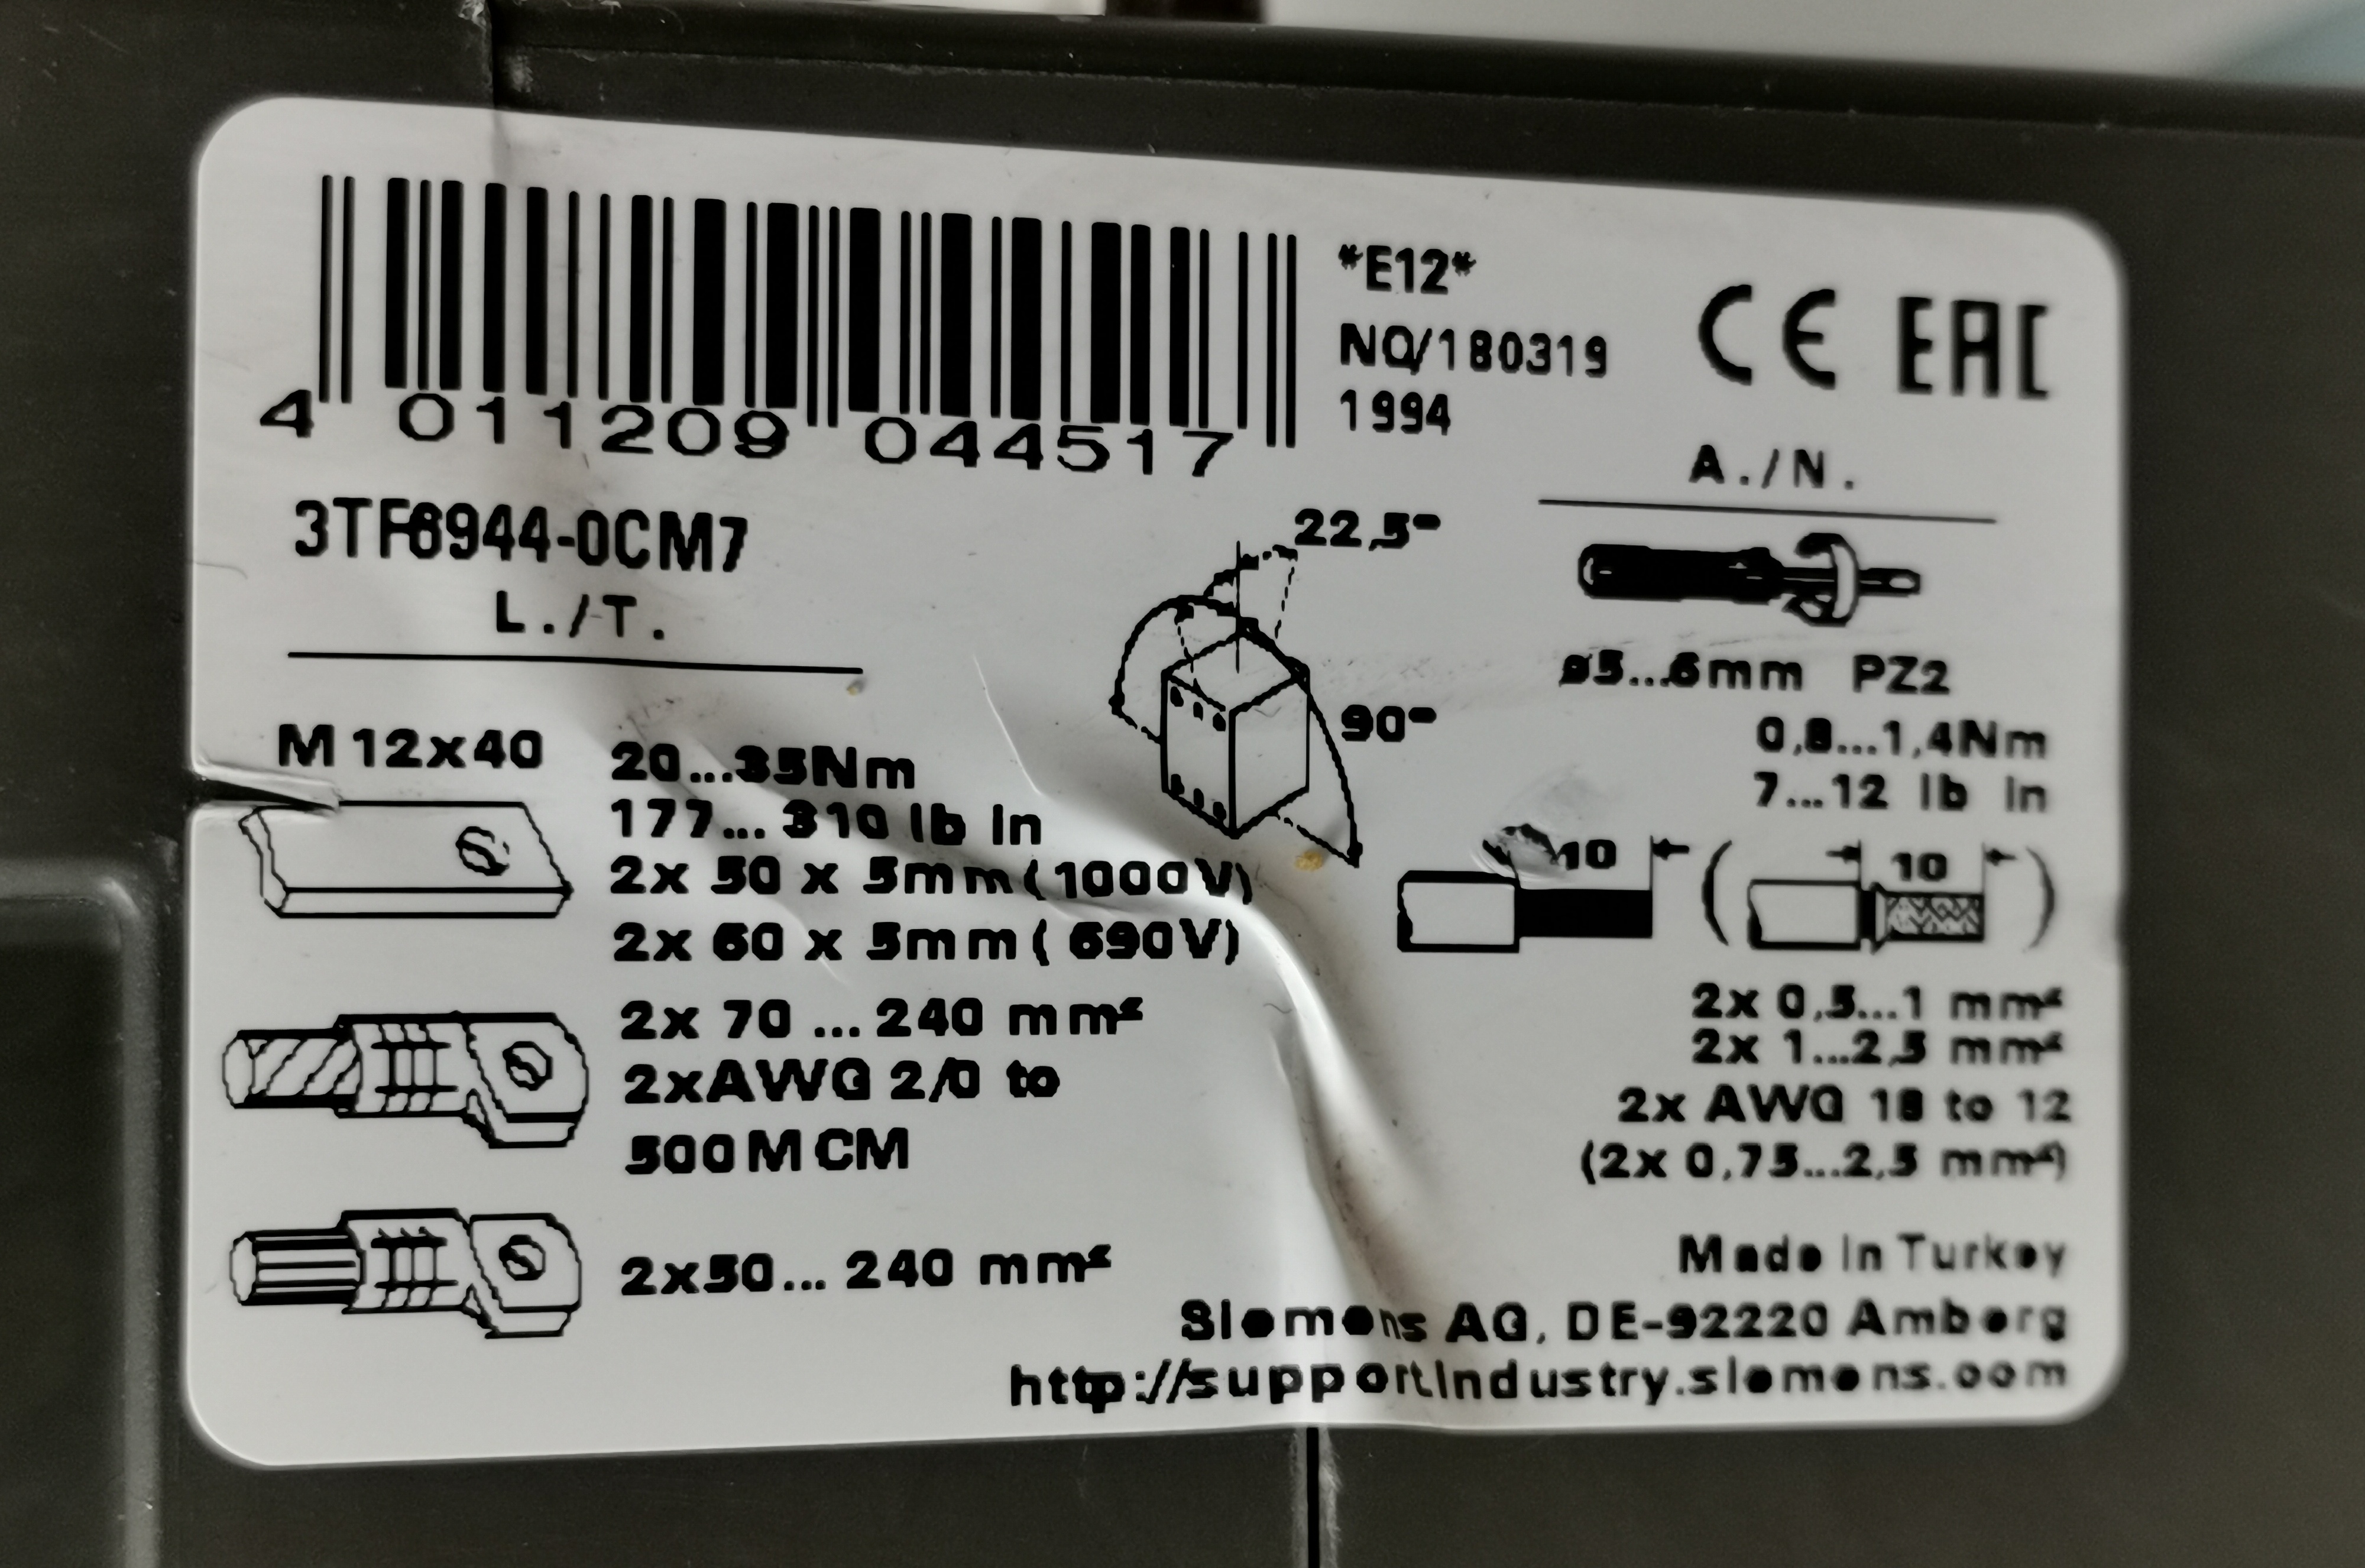 *E12*
NQ/180319
1994
CE EAC
4 011209 044517
3TF6944-0CM7
L./T.
A./N.
22,5°
90°
M12x40
20...35Nm
177...310 lb in
2x 50 x 5mm(1000V)
2x 60 x 5mm( 690V)
2x 70 ... 240 mm²
2xAWG 2/0 to
500MCM
2x50... 240 mm²
ø5...6mm PZ2
0,8...1,4Nm
7...12 lb in
10 ( 10 )
2x 0,5...1 mm²
2x 1...2,5 mm²
2x AWG 18 to 12
(2x 0,75...2,5 mm²)
Made in Turkey
Siemens AG, DE-92220 Amberg
http://supportindustry.siemens.com